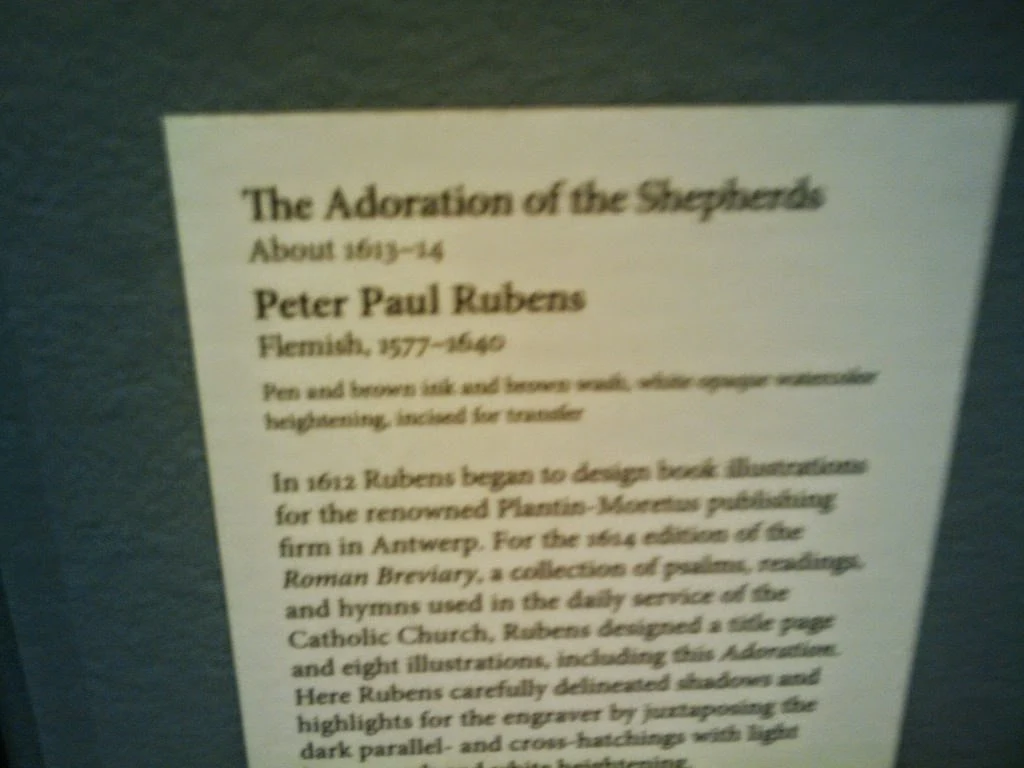 The Adoration of the Shepherds
About 1613–14
Peter Paul Rubens
Flemish, 1577–1640
Pen and brown ink and brown wash, white opaque watercolor
heightening, incised for transfer
In 1612 Rubens began to design book illustrations
for the renowned Plantin-Moretus publishing
firm in Antwerp. For the 1614 edition of the
Roman Breviary, a collection of psalms, readings,
and hymns used in the daily service of the
Catholic Church, Rubens designed a title page
and eight illustrations, including this Adoration.
Here Rubens carefully delineated shadows and
highlights for the engraver by juxtaposing the
dark parallel- and cross-hatchings with light
and white heightening.